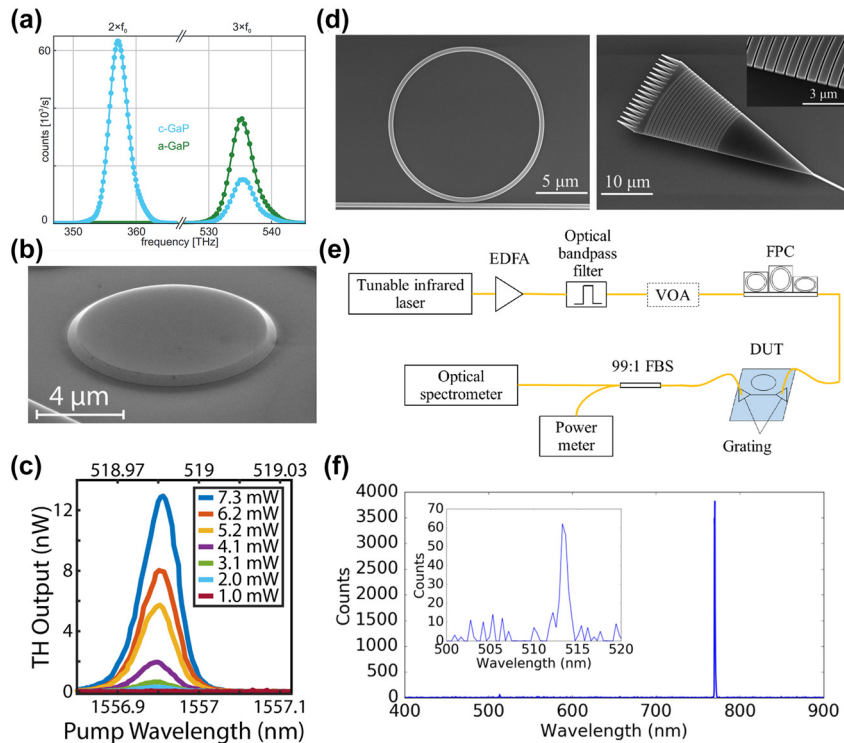 (a)
2×f₀
3×f₀
60
counts [10³/s]
c-GaP
a-GaP
0
350
360
530
540
frequency [THz]
(b)
4 μm
(c)
518.97
519
519.03
12
8
4
0
TH Output (nW)
7.3 mW
6.2 mW
5.2 mW
4.1 mW
3.1 mW
2.0 mW
1.0 mW
1556.9
1557
1557.1
Pump Wavelength (nm)
(d)
5 μm
10 μm
3 μm
(e)
Tunable infrared
laser
EDFA
Optical
bandpass
filter
VOA
FPC
Optical
spectrometer
99:1 FBS
Power
meter
DUT
Grating
(f)
4000
3500
3000
2500
2000
1500
1000
500
0
Counts
400
500
600
700
800
900
Wavelength (nm)
70
60
50
40
30
20
10
0
Counts
500
505
510
515
520
Wavelength (nm)